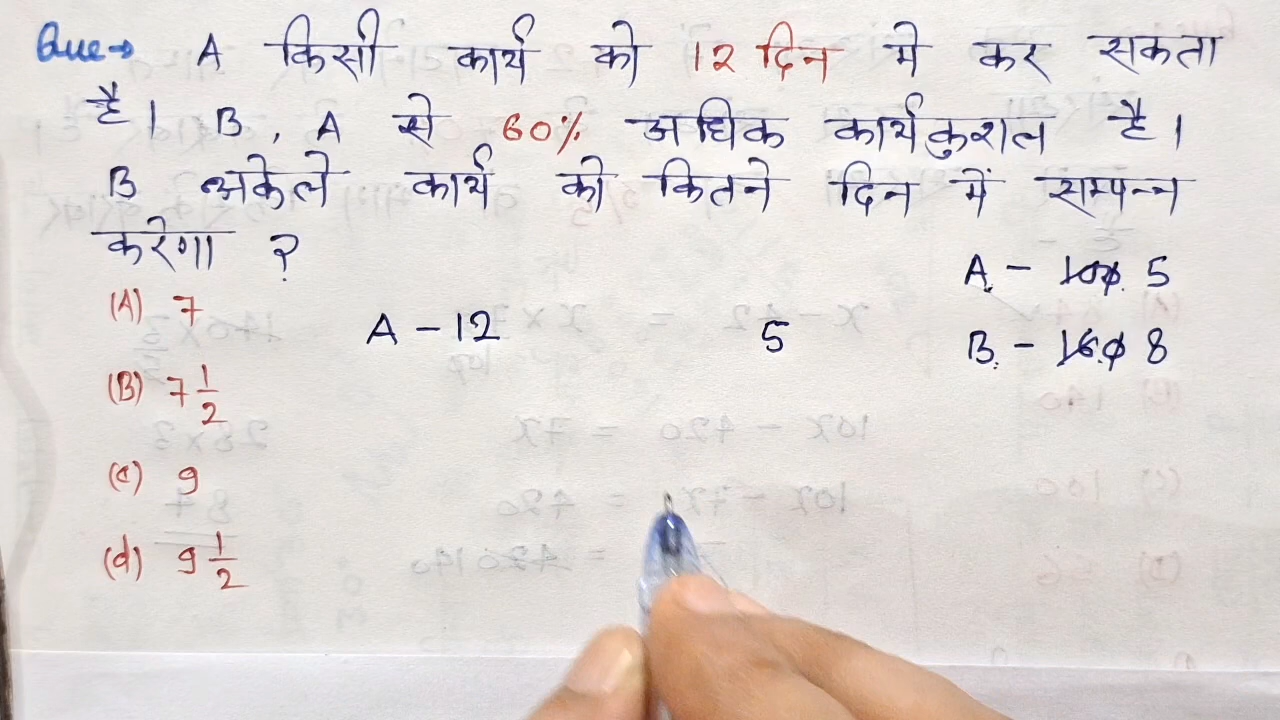 Que→ A किसी कार्य को 12 दिन मे कर सकता
है। B, A से 60% अधिक कार्यकुशल है।
B अकेले कार्य को कितने दिन में सम्पन्न
करेगा ?
(A) 7
(B) 7 1/2
(c) 9
(d) 9 1/2
A - 12 5
A - 100 5
B - 160 8